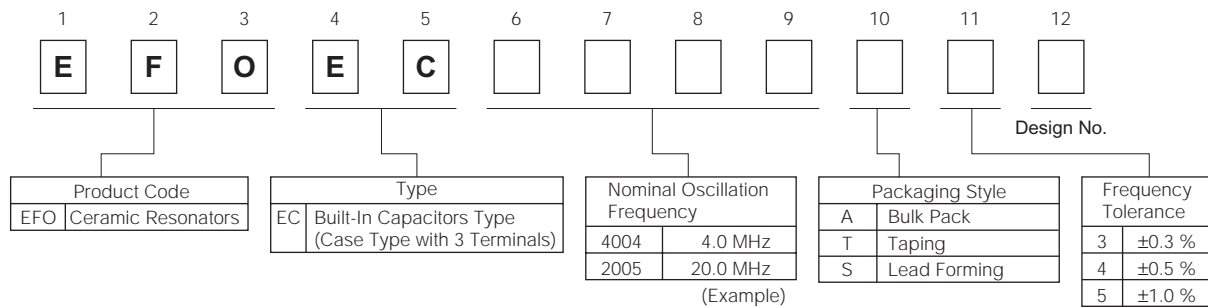 1 2 3 4 5 6 7 8 9 10 11 12
E F O E C
Design No.
Product Code
EFO Ceramic Resonators
Type
EC Built-In Capacitors Type
(Case Type with 3 Terminals)
Nominal Oscillation
Frequency
4004 4.0 MHz
2005 20.0 MHz
(Example)
Packaging Style
A Bulk Pack
T Taping
S Lead Forming
Frequency
Tolerance
3 ±0.3 %
4 ±0.5 %
5 ±1.0 %